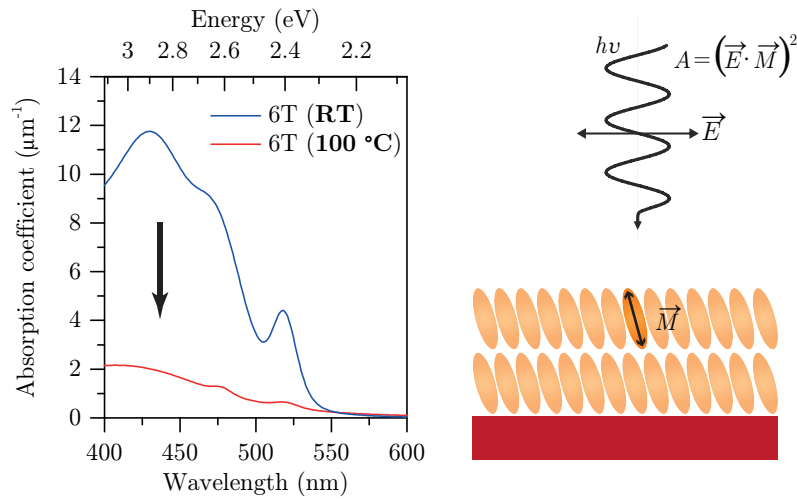 Energy (eV)
3 2.8 2.6 2.4 2.2
14
12
10
8
6
4
2
0
Absorption coefficient (µm⁻¹)
6T (RT)
6T (100 °C)
400 450 500 550 600
Wavelength (nm)
hυ
A = (E⃗ · M⃗)²
E⃗
M⃗